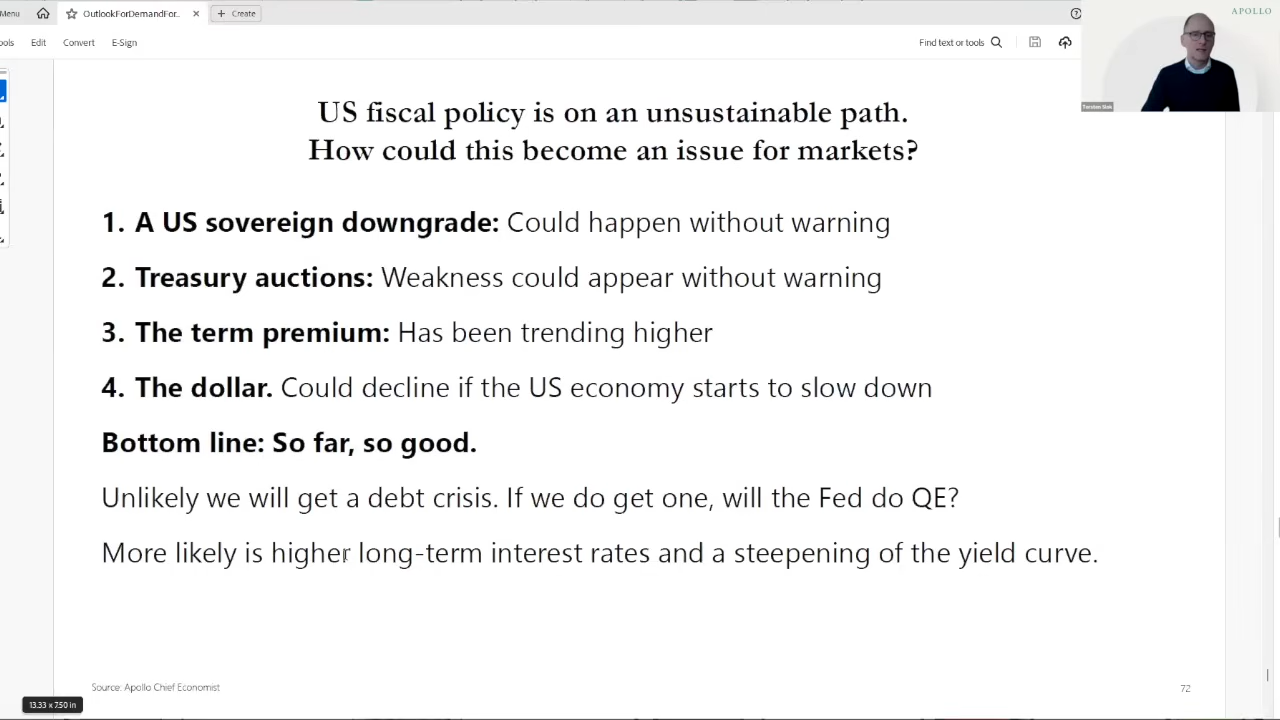 Menu
OutlookForDemandFor...
×
+ Create
?
APOLLO
ools
Edit
Convert
E-Sign
Find text or tools
Torsten Slok
US fiscal policy is on an unsustainable path.
How could this become an issue for markets?
1. A US sovereign downgrade: Could happen without warning
2. Treasury auctions: Weakness could appear without warning
3. The term premium: Has been trending higher
4. The dollar. Could decline if the US economy starts to slow down
Bottom line: So far, so good.
Unlikely we will get a debt crisis. If we do get one, will the Fed do QE?
More likely is higher long-term interest rates and a steepening of the yield curve.
Source: Apollo Chief Economist
72
13.33 x 7.50 in